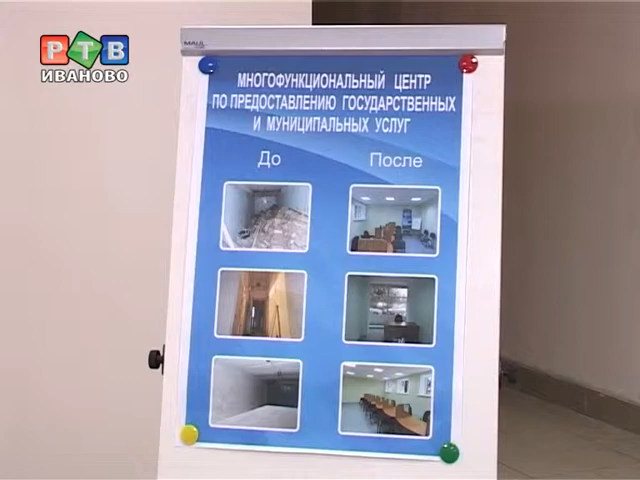 РТВ
ИВАНОВО
MAUL
МНОГОФУНКЦИОНАЛЬНЫЙ ЦЕНТР
ПО ПРЕДОСТАВЛЕНИЮ ГОСУДАРСТВЕННЫХ
И МУНИЦИПАЛЬНЫХ УСЛУГ
До После